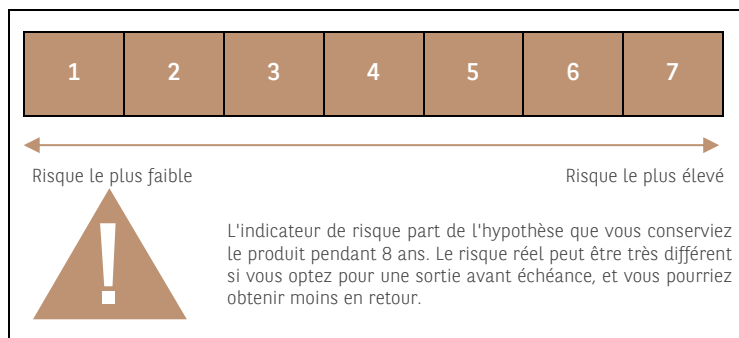 1 2 3 4 5 6 7
Risque le plus faible Risque le plus élevé
!
L'indicateur de risque part de l'hypothèse que vous conserviez
le produit pendant 8 ans. Le risque réel peut être très différent
si vous optez pour une sortie avant échéance, et vous pourriez
obtenir moins en retour.